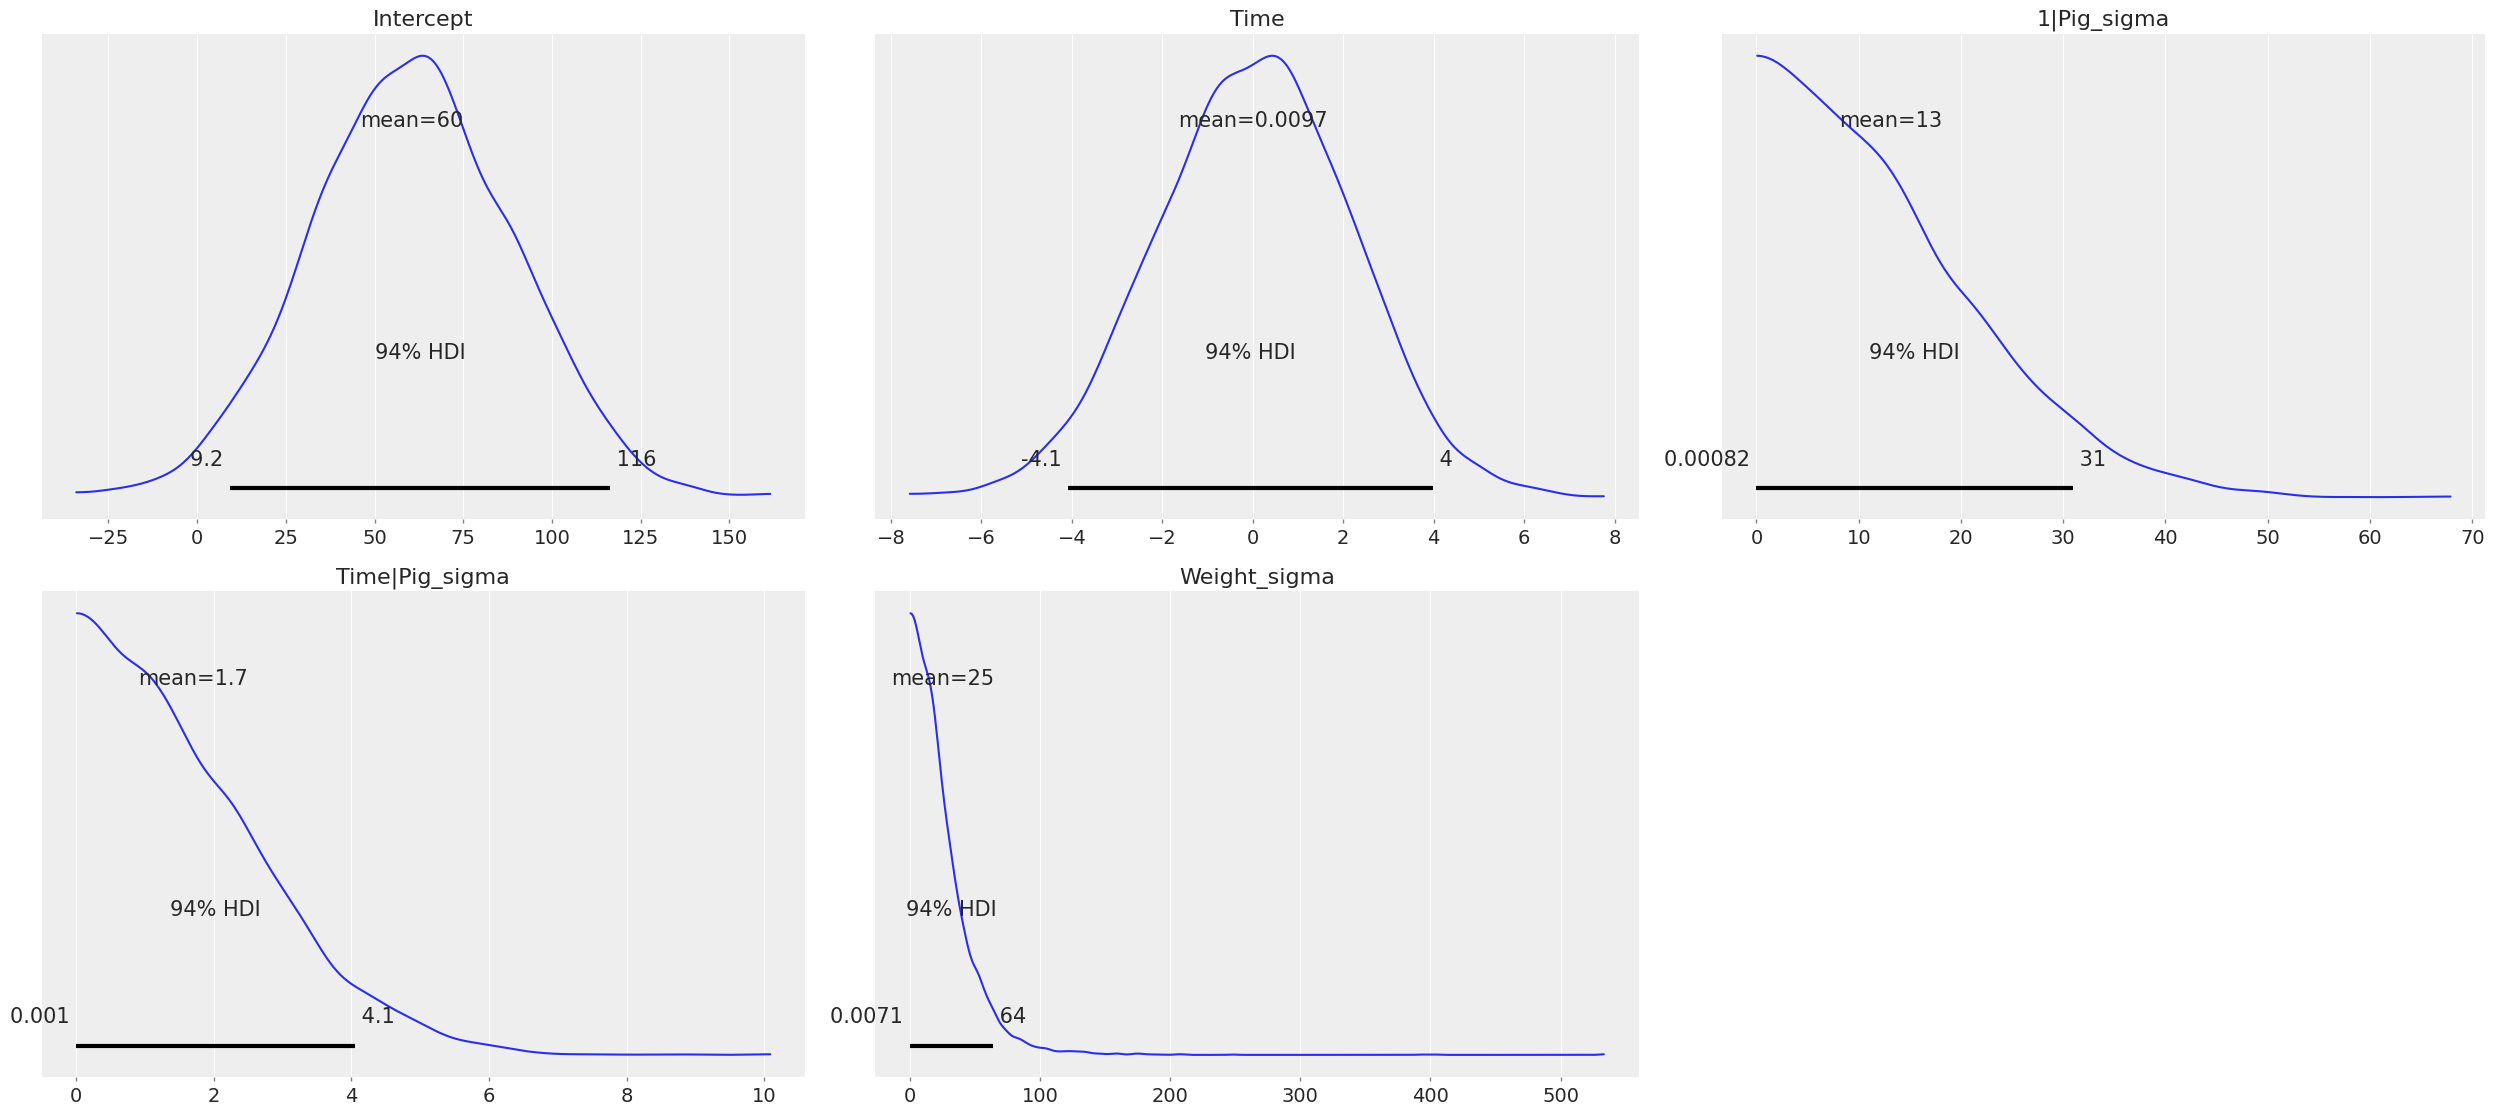 Intercept
mean=60
94% HDI
9.2 116
−25 0 25 50 75 100 125 150
Time
mean=0.0097
94% HDI
-4.1 4
−8 −6 −4 −2 0 2 4 6 8
1|Pig_sigma
mean=13
94% HDI
0.00082 31
0 10 20 30 40 50 60 70
Time|Pig_sigma
mean=1.7
94% HDI
0.001 4.1
0 2 4 6 8 10
Weight_sigma
mean=25
94% HDI
0.0071 64
0 100 200 300 400 500